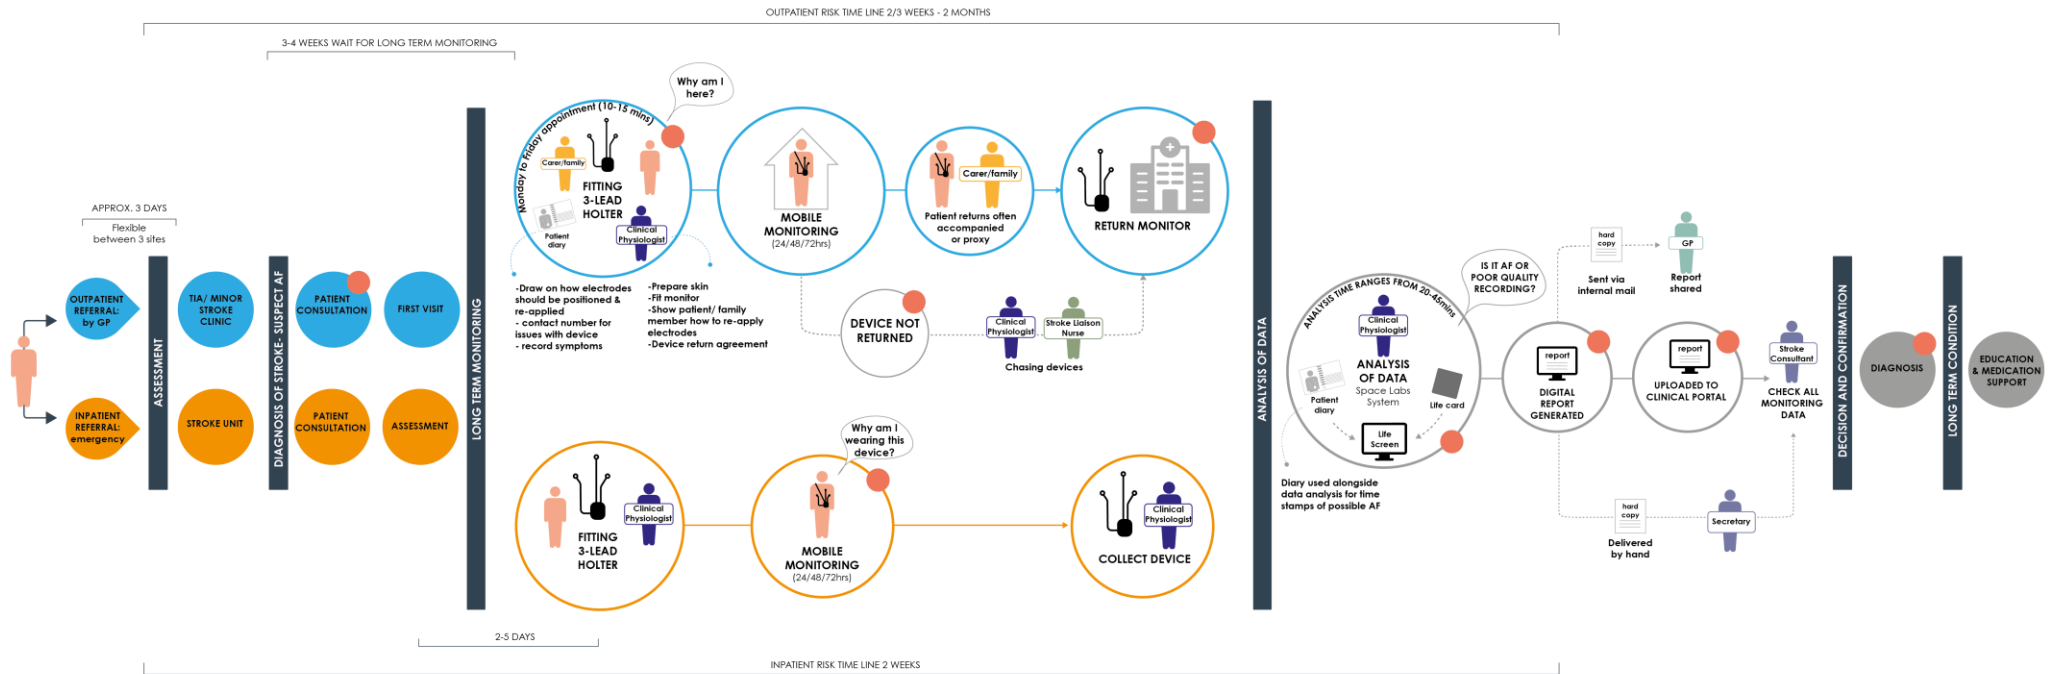 OUTPATIENT RISK TIME LINE 2/3 WEEKS - 2 MONTHS
3-4 WEEKS WAIT FOR LONG TERM MONITORING
APPROX. 3 DAYS
Flexible
between 3 sites
OUTPATIENT
REFERRAL:
by GP
INPATIENT
REFERRAL:
emergency
ASSESSMENT
TIA/ MINOR
STROKE
CLINIC
STROKE UNIT
DIAGNOSIS OF STROKE- SUSPECT AF
PATIENT
CONSULTATION
FIRST VISIT
PATIENT
CONSULTATION
ASSESSMENT
LONG TERM MONITORING
Monday to Friday appointment (10-15 mins)
Why am I
here?
Carer/family
FITTING
3-LEAD
HOLTER
Patient
diary
Clinical
Physiologist
-Draw on how electrodes
should be positioned &
re-applied
- contact number for
issues with device
- record symptoms
-Prepare skin
-Fit monitor
-Show patient/ family
member how to re-apply
electrodes
-Device return agreement
MOBILE
MONITORING
(24/48/72hrs)
Carer/family
Patient returns often
accompanied
or proxy
RETURN MONITOR
DEVICE NOT
RETURNED
Clinical
Physiologist
Stroke Liaison
Nurse
Chasing devices
FITTING
3-LEAD
HOLTER
Clinical
Physiologist
Why am I
wearing this
device?
MOBILE
MONITORING
(24/48/72hrs)
Clinical
Physiologist
COLLECT DEVICE
2-5 DAYS
INPATIENT RISK TIME LINE 2 WEEKS
ANALYSIS OF DATA
ANALYSIS TIME RANGES FROM 20-45mins
IS IT AF OR
POOR QUALITY
RECORDING?
Clinical
Physiologist
ANALYSIS
OF DATA
Space Labs
System
Patient
diary
Life card
Life
Screen
Diary used alongside
data analysis for time
stamps of possible AF
report
DIGITAL
REPORT
GENERATED
hard
copy
Sent via
internal mail
GP
Report
shared
report
UPLOADED TO
CLINICAL PORTAL
hard
copy
Delivered
by hand
Secretary
Stroke
Consultant
CHECK ALL
MONITORING
DATA
DECISION AND CONFIRMATION
DIAGNOSIS
LONG TERM CONDITION
EDUCATION
& MEDICATION
SUPPORT